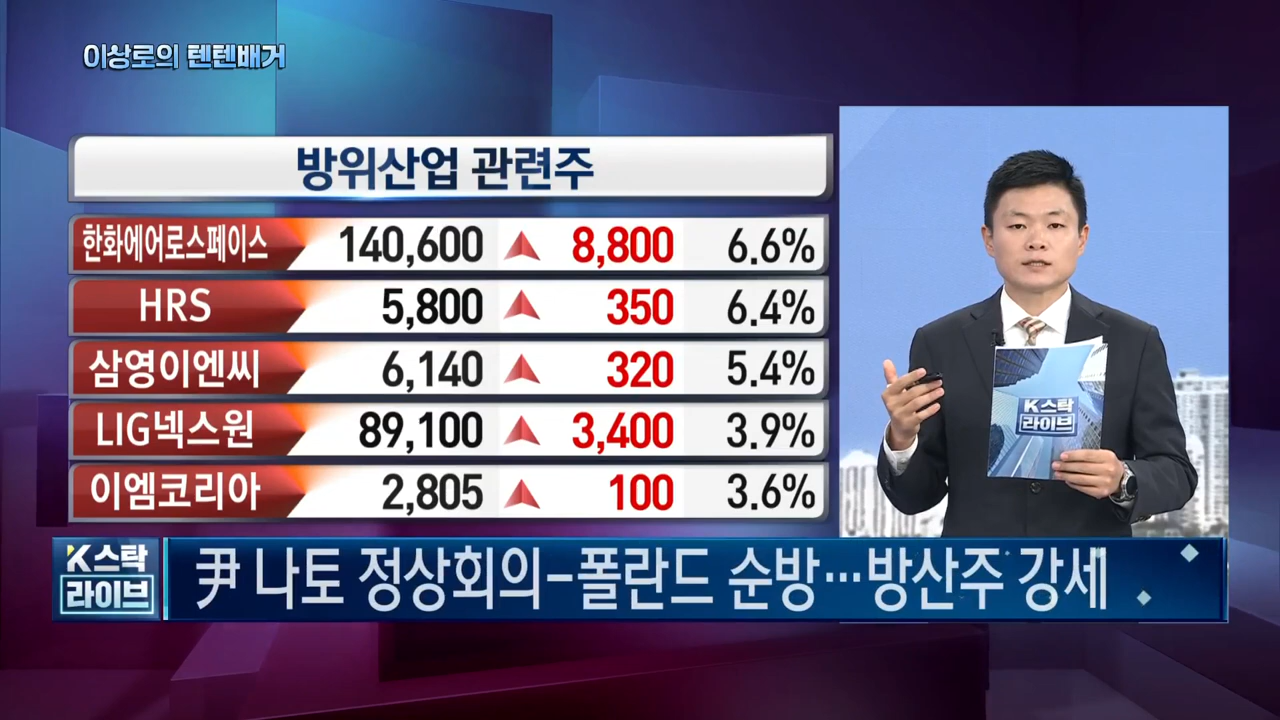 이상로의 텐텐배거
방위산업 관련주
한화에어로스페이스 140,600 ▲ 8,800 6.6%
HRS 5,800 ▲ 350 6.4%
삼영이엔씨 6,140 ▲ 320 5.4%
LIG넥스원 89,100 ▲ 3,400 3.9%
이엠코리아 2,805 ▲ 100 3.6%
K스탁
라이브
K스탁
라이브
尹 나토 정상회의-폴란드 순방…방산주 강세